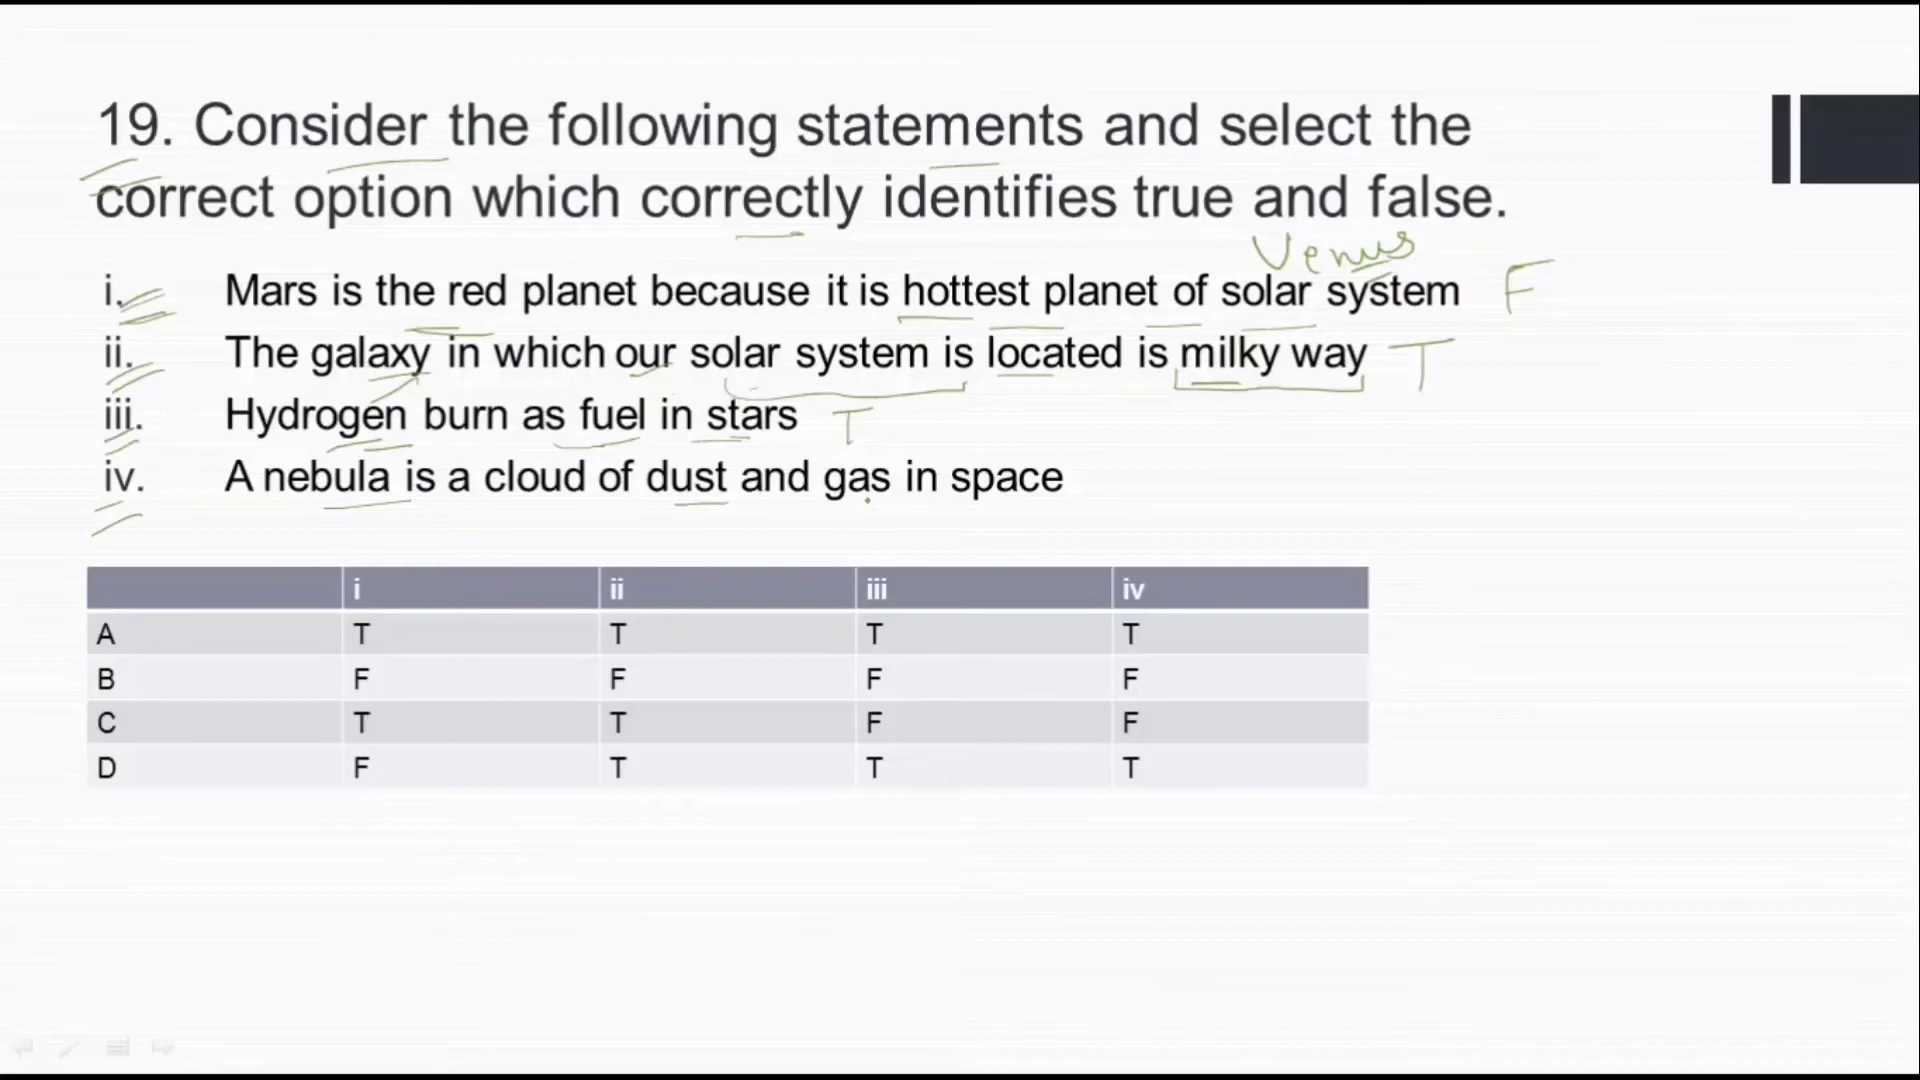 19. Consider the following statements and select the
correct option which correctly identifies true and false.
Venus
i. Mars is the red planet because it is hottest planet of solar system F
ii. The galaxy in which our solar system is located is milky way T
iii. Hydrogen burn as fuel in stars T
iv. A nebula is a cloud of dust and gas in space
i ii iii iv
A T T T T
B F F F F
C T T F F
D F T T T